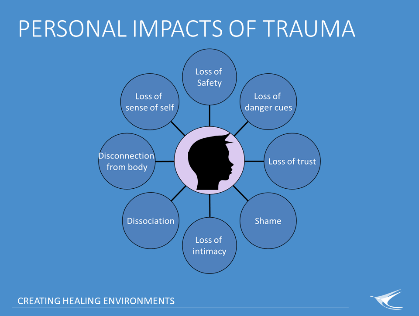 PERSONAL IMPACTS OF TRAUMA
Loss of
Safety
Loss of
sense of self
Loss of
danger cues
Disconnection
from body
Loss of trust
Dissociation
Shame
Loss of
intimacy
CREATING HEALING ENVIRONMENTS